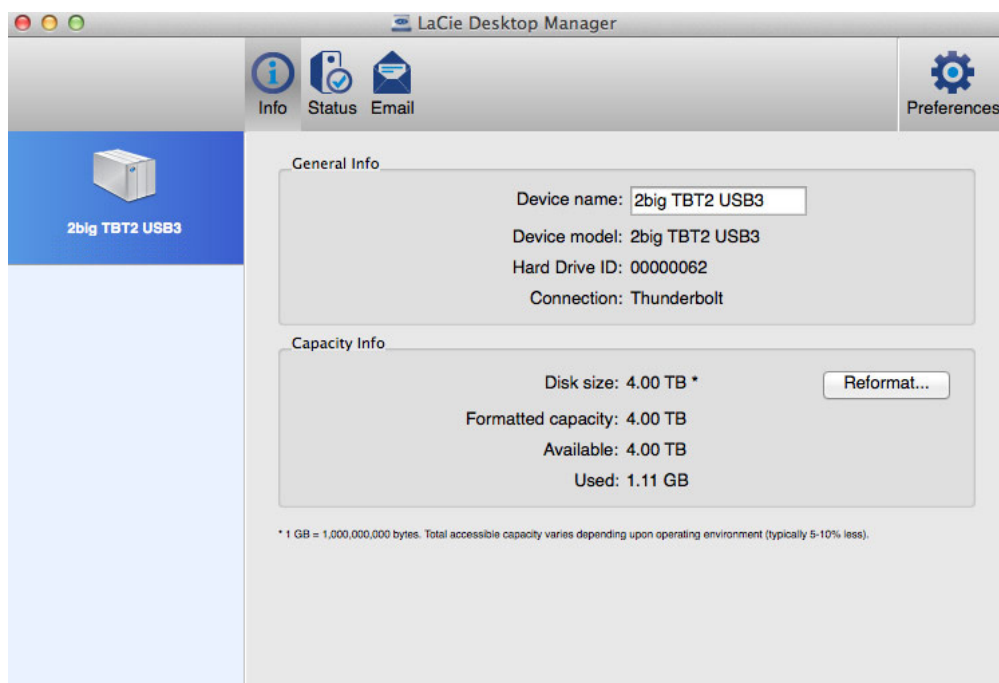 LaCie Desktop Manager
Info Status Email Preferences
2big TBT2 USB3
General Info
Device name: 2big TBT2 USB3
Device model: 2big TBT2 USB3
Hard Drive ID: 00000062
Connection: Thunderbolt
Capacity Info
Disk size: 4.00 TB * Reformat...
Formatted capacity: 4.00 TB
Available: 4.00 TB
Used: 1.11 GB
* 1 GB = 1,000,000,000 bytes. Total accessible capacity varies depending upon operating environment (typically 5-10% less).